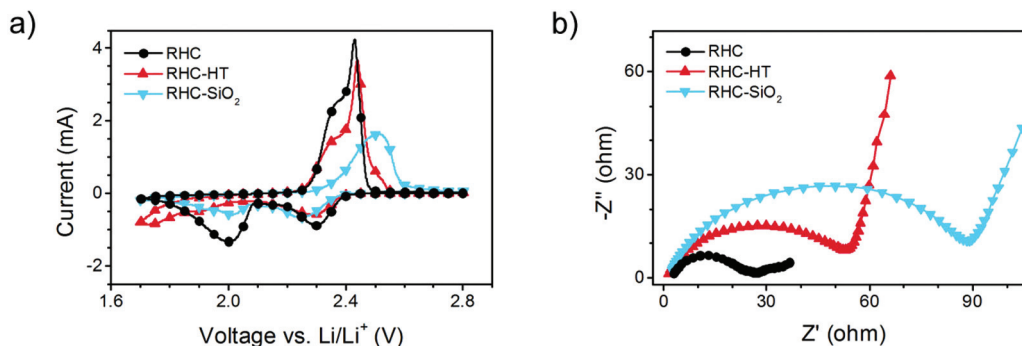 a)
RHC
RHC-HT
RHC-SiO₂
4
2
0
-2
Current (mA)
1.6 2.0 2.4 2.8
Voltage vs. Li/Li⁺ (V)
b)
RHC
RHC-HT
RHC-SiO₂
60
30
0
-Z'' (ohm)
0 30 60 90
Z' (ohm)